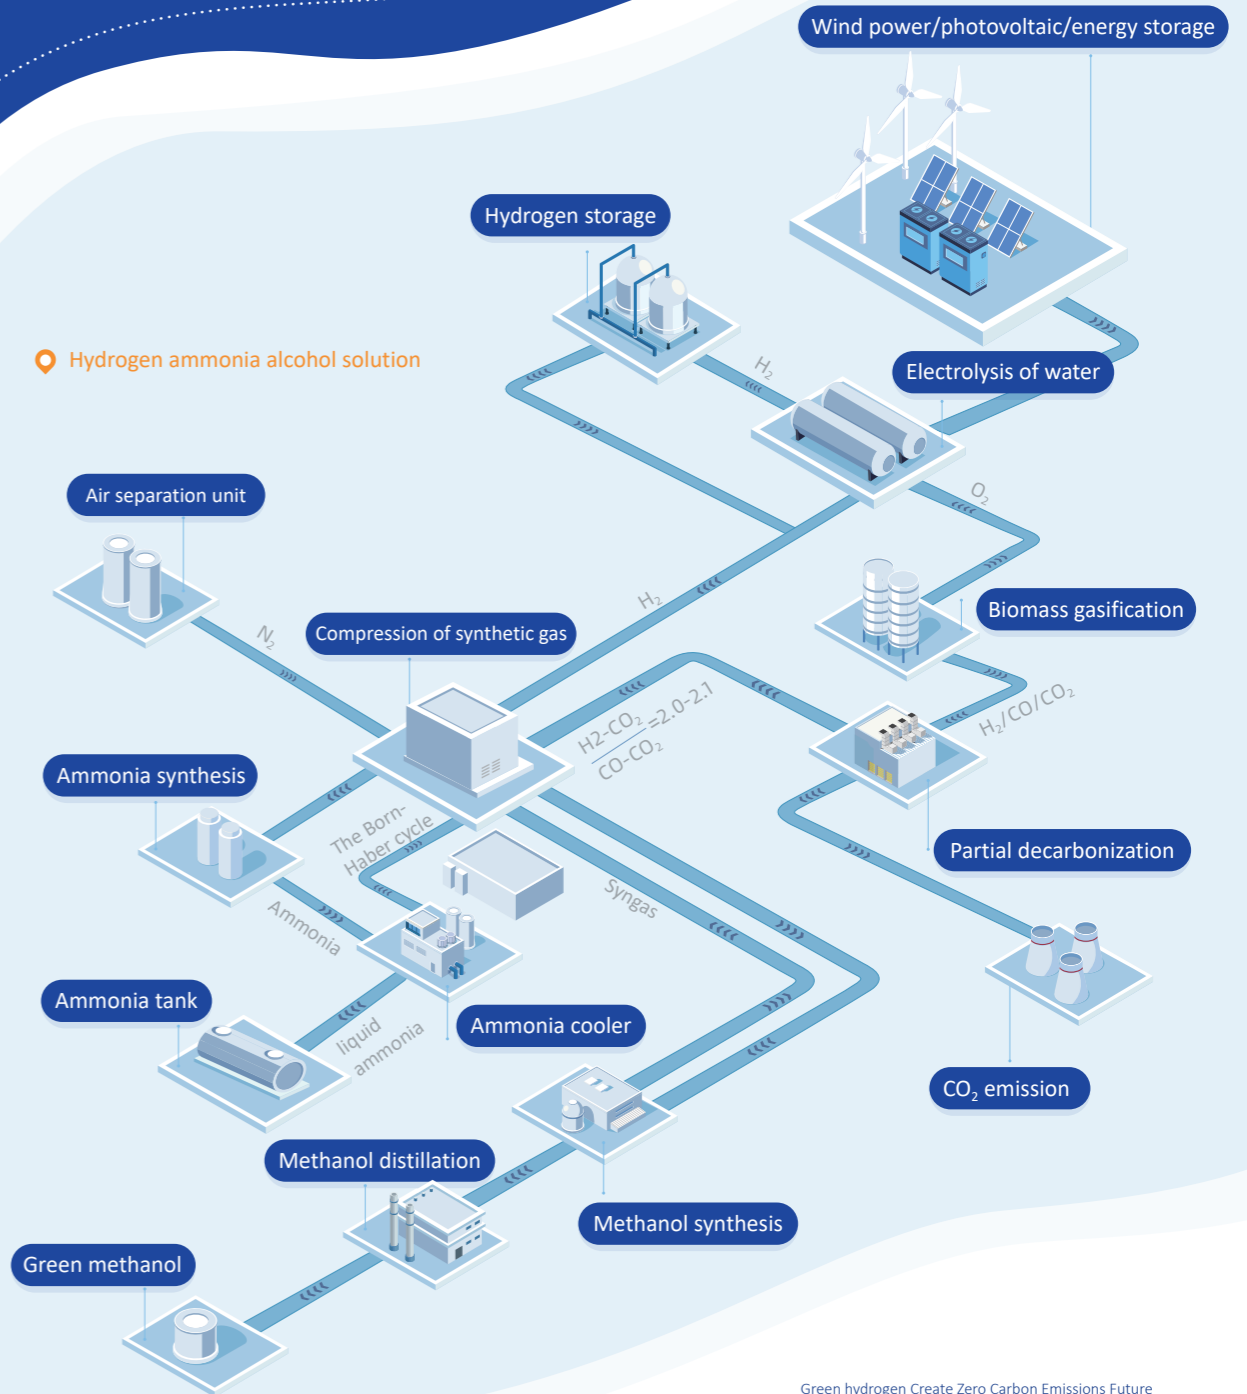 Wind power/photovoltaic/energy storage
Hydrogen storage
Hydrogen ammonia alcohol solution
H₂
Electrolysis of water
O₂
Air separation unit
H₂
Biomass gasification
N₂
Compression of synthetic gas
H2-CO₂
CO-CO₂
=2.0-2.1
H₂/CO/CO₂
Ammonia synthesis
The Born-
Haber cycle
Partial decarbonization
Syngas
Ammonia
Ammonia tank
liquid
ammonia
Ammonia cooler
CO₂ emission
Methanol distillation
Methanol synthesis
Green methanol
Green hydrogen Create Zero Carbon Emissions Future